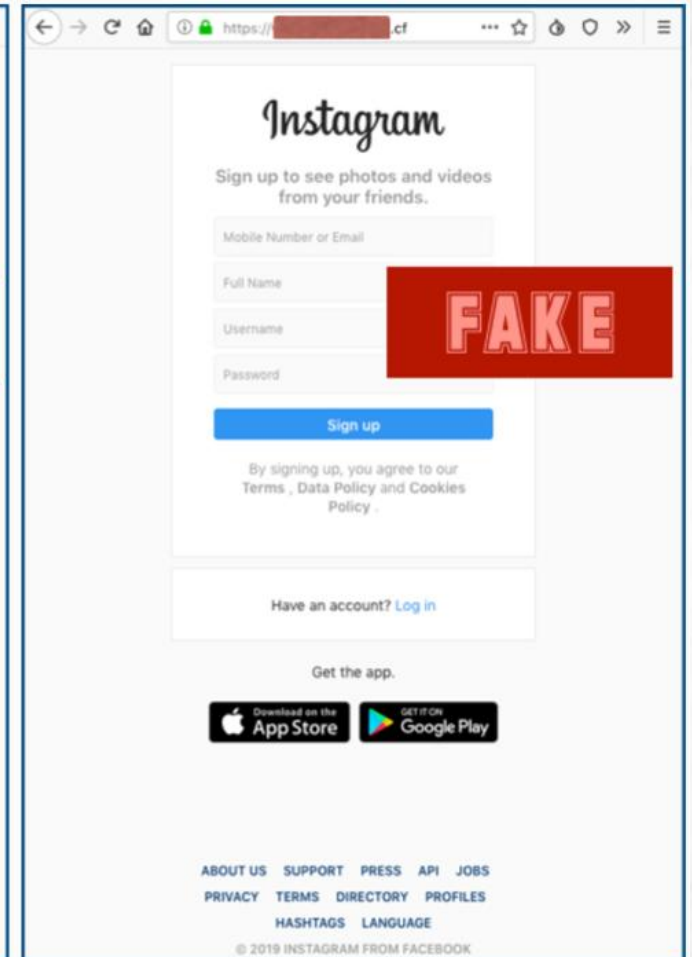 https://
.cf
Instagram
Sign up to see photos and videos
from your friends.
Mobile Number or Email
Full Name
FAKE
Username
Password
Sign up
By signing up, you agree to our
Terms , Data Policy and Cookies
Policy .
Have an account? Log in
Get the app.
Download on the
App Store
GET IT ON
Google Play
ABOUT US SUPPORT PRESS API JOBS
PRIVACY TERMS DIRECTORY PROFILES
HASHTAGS LANGUAGE
© 2019 INSTAGRAM FROM FACEBOOK